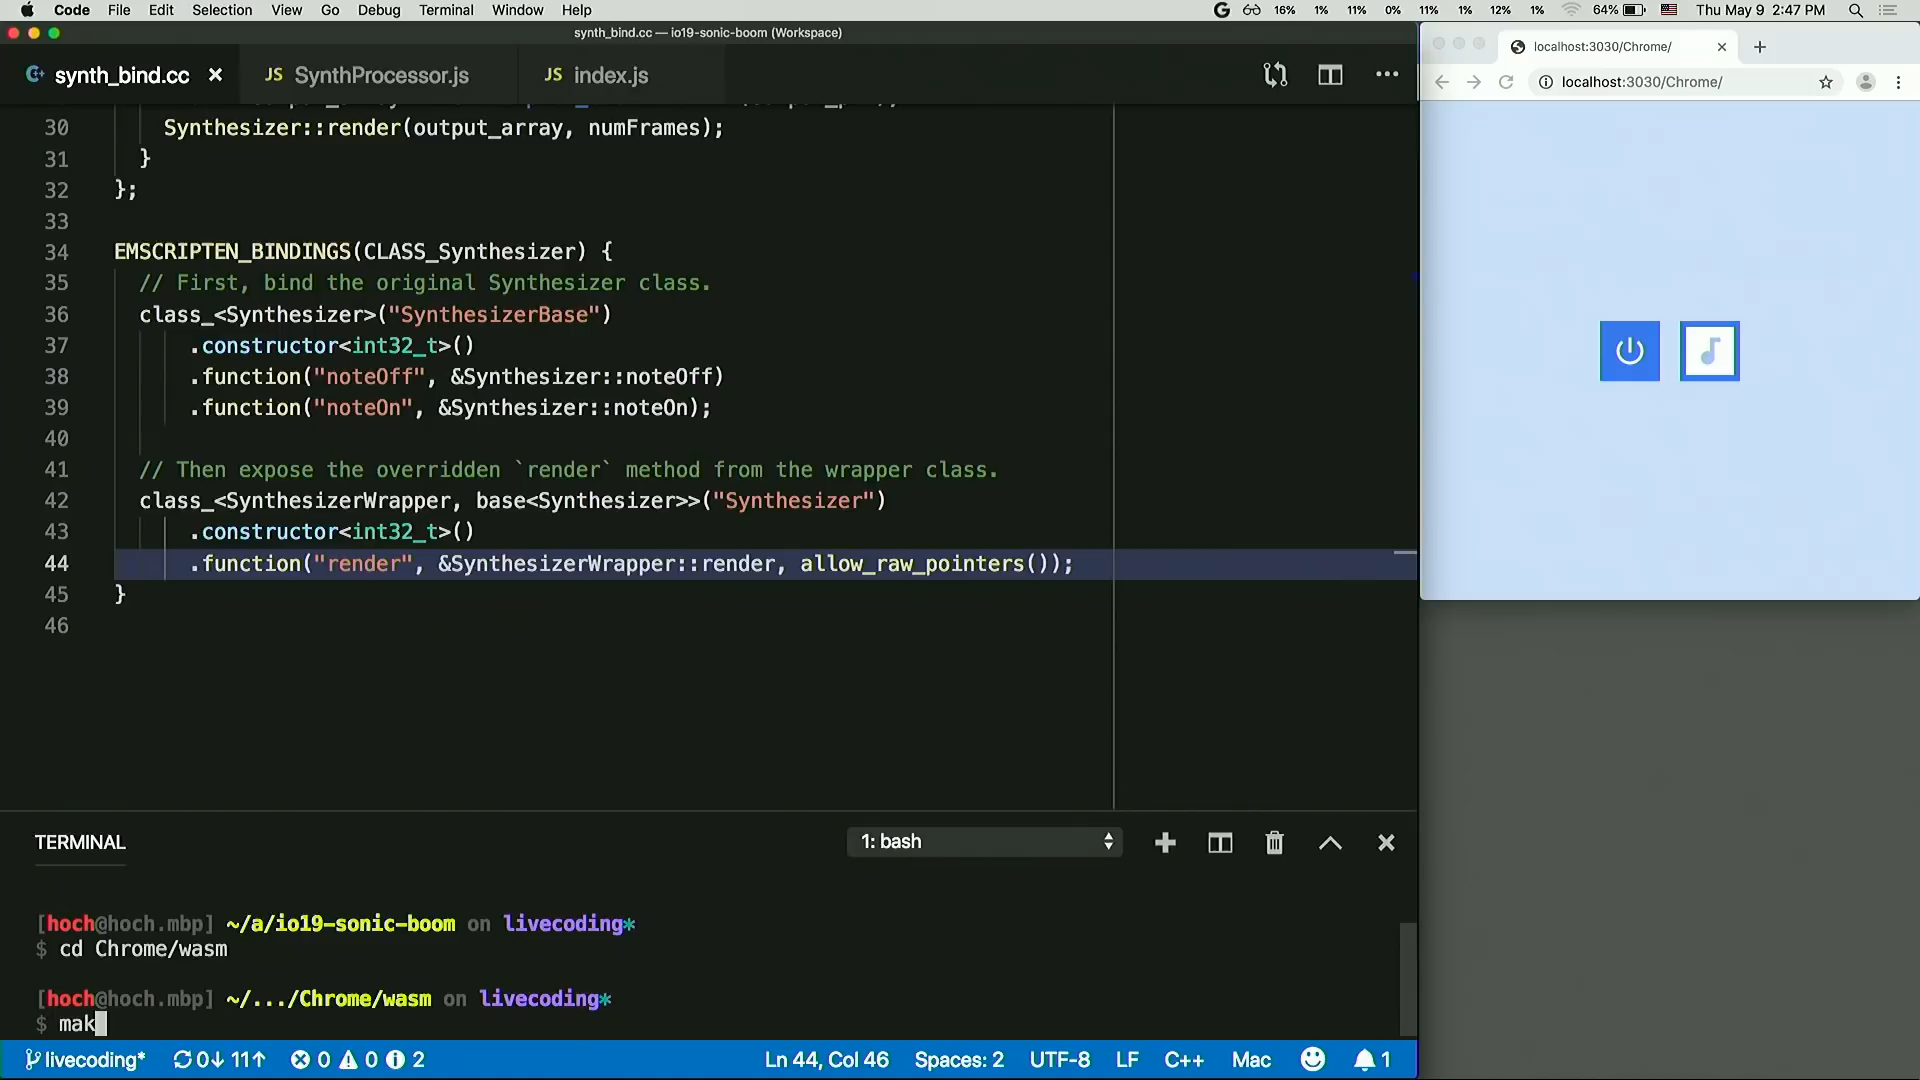 Code File Edit Selection View Go Debug Terminal Window Help
16% 1% 11% 0% 11% 1% 12% 1% 64% Thu May 9 2:47 PM
synth_bind.cc — io19-sonic-boom (Workspace)
synth_bind.cc × JS SynthProcessor.js JS index.js
30 Synthesizer::render(output_array, numFrames);
31 }
32 };
33
34 EMSCRIPTEN_BINDINGS(CLASS_Synthesizer) {
35 // First, bind the original Synthesizer class.
36 class_<Synthesizer>("SynthesizerBase")
37 .constructor<int32_t>()
38 .function("noteOff", &Synthesizer::noteOff)
39 .function("noteOn", &Synthesizer::noteOn);
40
41 // Then expose the overridden `render` method from the wrapper class.
42 class_<SynthesizerWrapper, base<Synthesizer>>("Synthesizer")
43 .constructor<int32_t>()
44 .function("render", &SynthesizerWrapper::render, allow_raw_pointers());
45 }
46
TERMINAL 1: bash
[hoch@hoch.mbp] ~/a/io19-sonic-boom on livecoding*
$ cd Chrome/wasm
[hoch@hoch.mbp] ~/.../Chrome/wasm on livecoding*
$ mak
livecoding* 0↓ 11↑ 0 0 2 Ln 44, Col 46 Spaces: 2 UTF-8 LF C++ Mac 1
localhost:3030/Chrome/
localhost:3030/Chrome/